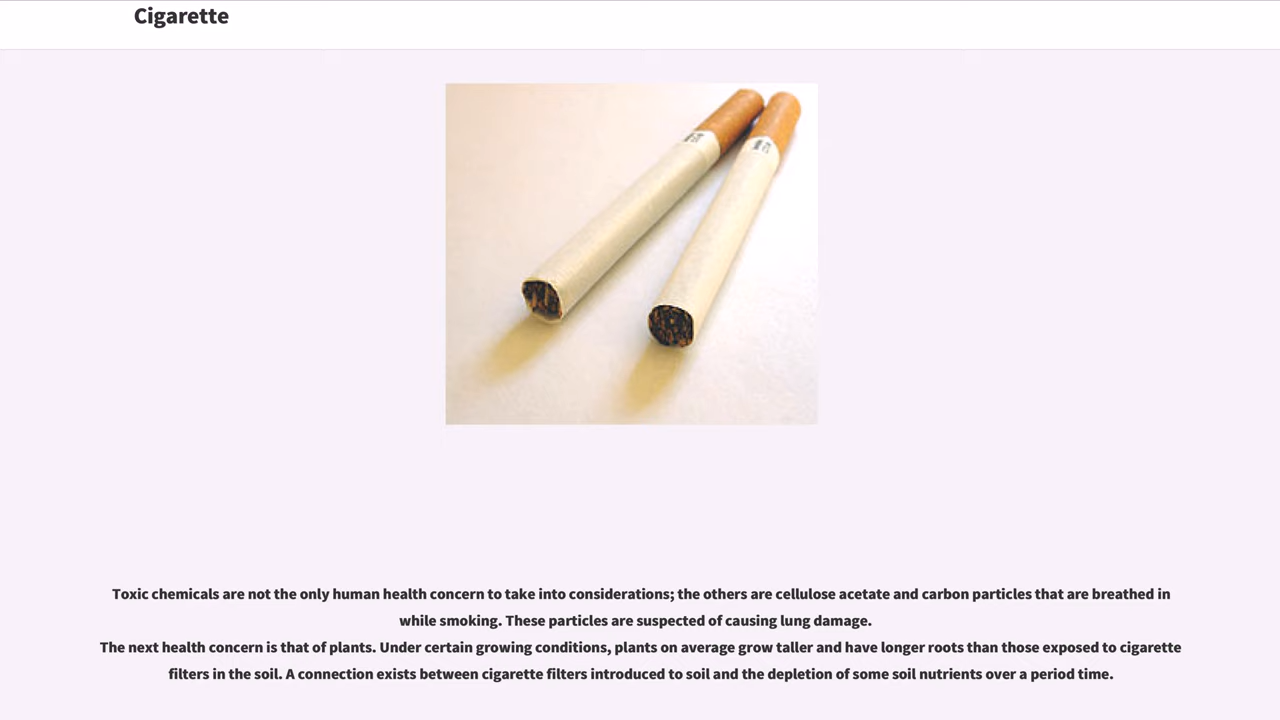 Cigarette
Toxic chemicals are not the only human health concern to take into considerations; the others are cellulose acetate and carbon particles that are breathed in
while smoking. These particles are suspected of causing lung damage.
The next health concern is that of plants. Under certain growing conditions, plants on average grow taller and have longer roots than those exposed to cigarette
filters in the soil. A connection exists between cigarette filters introduced to soil and the depletion of some soil nutrients over a period time.